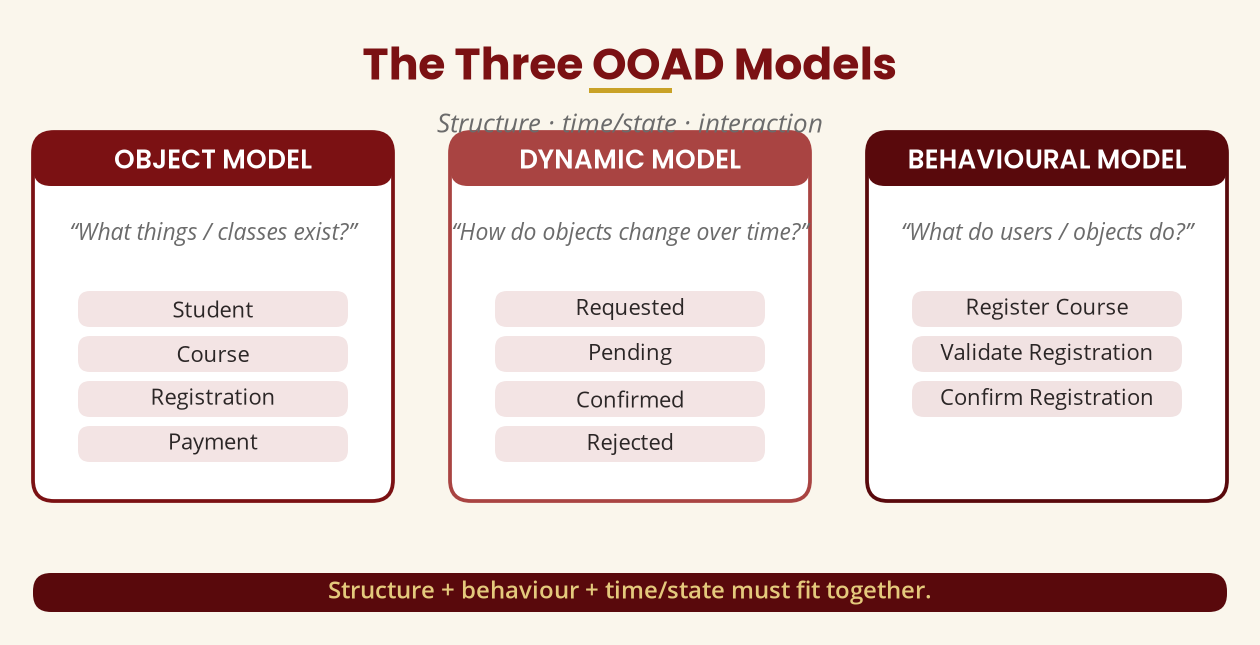 The Three OOAD Models
Structure · time/state · interaction
OBJECT MODEL
“What things / classes exist?”
Student
Course
Registration
Payment
DYNAMIC MODEL
“How do objects change over time?”
Requested
Pending
Confirmed
Rejected
BEHAVIOURAL MODEL
“What do users / objects do?”
Register Course
Validate Registration
Confirm Registration
Structure + behaviour + time/state must fit together.